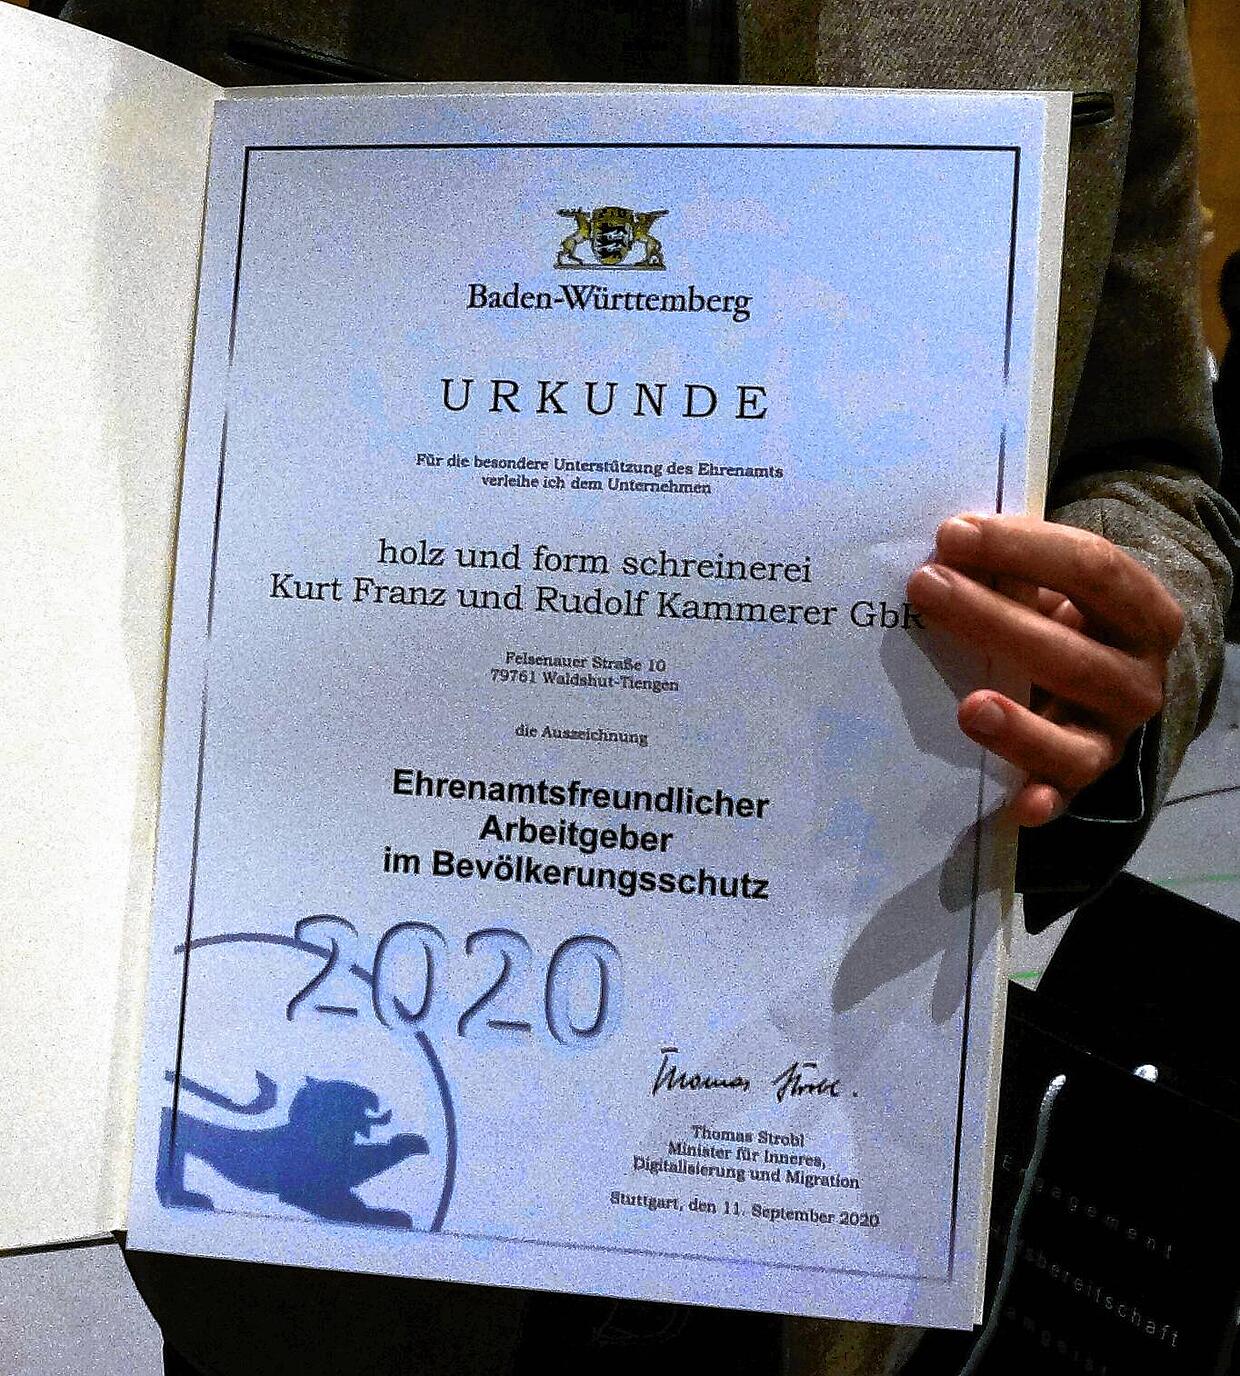 Baden-Württemberg
URKUNDE
Für die besondere Unterstützung des Ehrenamts
verleihe ich dem Unternehmen
holz und form schreinerei
Kurt Franz und Rudolf Kammerer GbR
Felsenauer Straße 10
79761 Waldshut-Tiengen
die Auszeichnung
Ehrenamtsfreundlicher
Arbeitgeber
im Bevölkerungsschutz
2020
Thomas Strobl.
Thomas Strobl
Minister für Inneres,
Digitalisierung und Migration
Stuttgart, den 11. September 2020